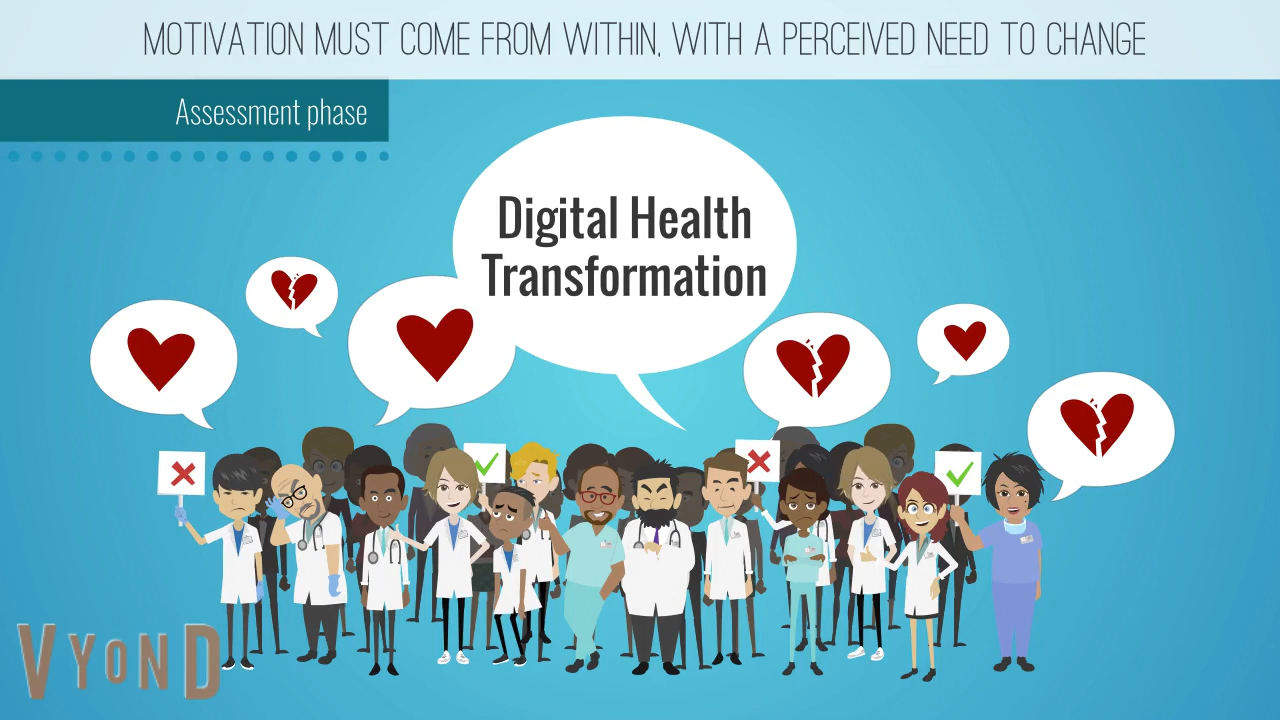 MOTIVATION MUST COME FROM WITHIN, WITH A PERCEIVED NEED TO CHANGE
Assessment phase
Digital Health
Transformation
VYOND